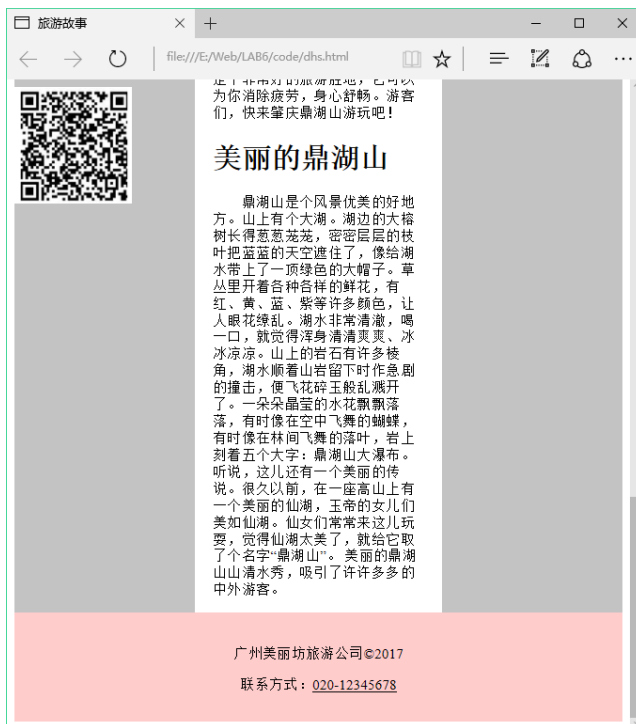 旅游故事
file:///E:/Web/LAB6/code/dhs.html
是个非常好的旅游胜地，它可以
为你消除疲劳，身心舒畅。游客
们，快来肇庆鼎湖山游玩吧！
美丽的鼎湖山
鼎湖山是个风景优美的好地
方。山上有个大湖。湖边的大榕
树长得葱葱茏茏，密密层层的枝
叶把蓝蓝的天空遮住了，像给湖
水带上了一顶绿色的大帽子。草
丛里开着各种各样的鲜花，有
红、黄、蓝、紫等许多颜色，让
人眼花缭乱。湖水非常清澈，喝
一口，就觉得浑身清清爽爽、冰
冰凉凉。山上的岩石有许多棱
角，湖水顺着山岩留下时作急剧
的撞击，便飞花碎玉般乱溅开
了。一朵朵晶莹的水花飘飘落
落，有时像在空中飞舞的蝴蝶，
有时像在林间飞舞的落叶，岩上
刻着五个大字：鼎湖山大瀑布。
听说，这儿还有一个美丽的传
说。很久以前，在一座高山上有
一个美丽的仙湖，玉帝的女儿们
美如仙湖。仙女们常常来这儿玩
耍，觉得仙湖太美了，就给它取
了个名字“鼎湖山”。 美丽的鼎湖
山山清水秀，吸引了许许多多的
中外游客。
广州美丽坊旅游公司©2017
联系方式：020-12345678